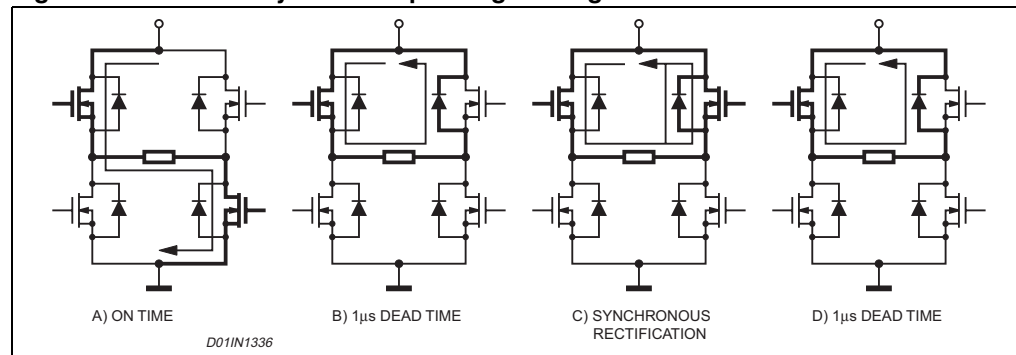 A) ON TIME
B) 1μs DEAD TIME
C) SYNCHRONOUS
RECTIFICATION
D) 1μs DEAD TIME
D01IN1336